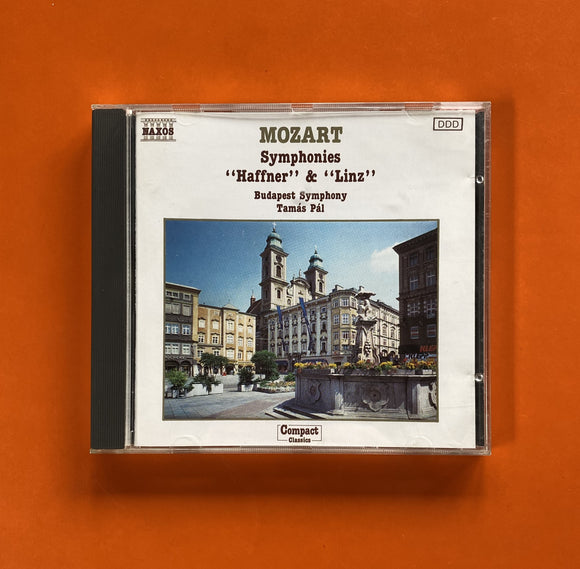 NAXOS
DDD
MOZART
Symphonies
“Haffner” & “Linz”
Budapest Symphony
Tamás Pál
Compact
Classics